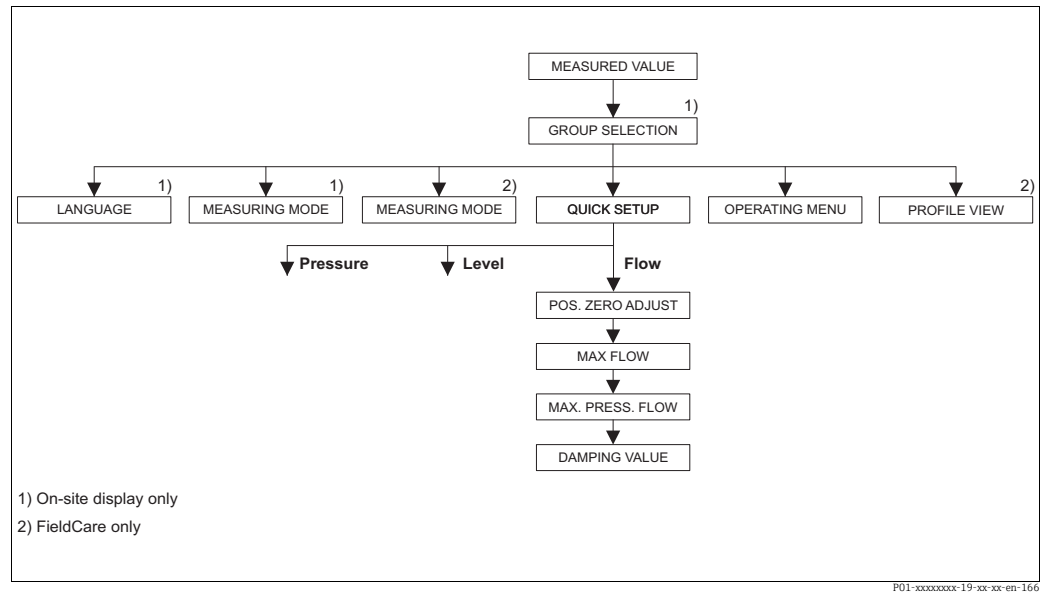 MEASURED VALUE
1)
GROUP SELECTION
1)
1)
2)
2)
LANGUAGE
MEASURING MODE
MEASURING MODE
QUICK SETUP
OPERATING MENU
PROFILE VIEW
Pressure
Level
Flow
POS. ZERO ADJUST
MAX FLOW
MAX. PRESS. FLOW
DAMPING VALUE
1) On-site display only
2) FieldCare only
P01-xxxxxxxx-19-xx-xx-en-166